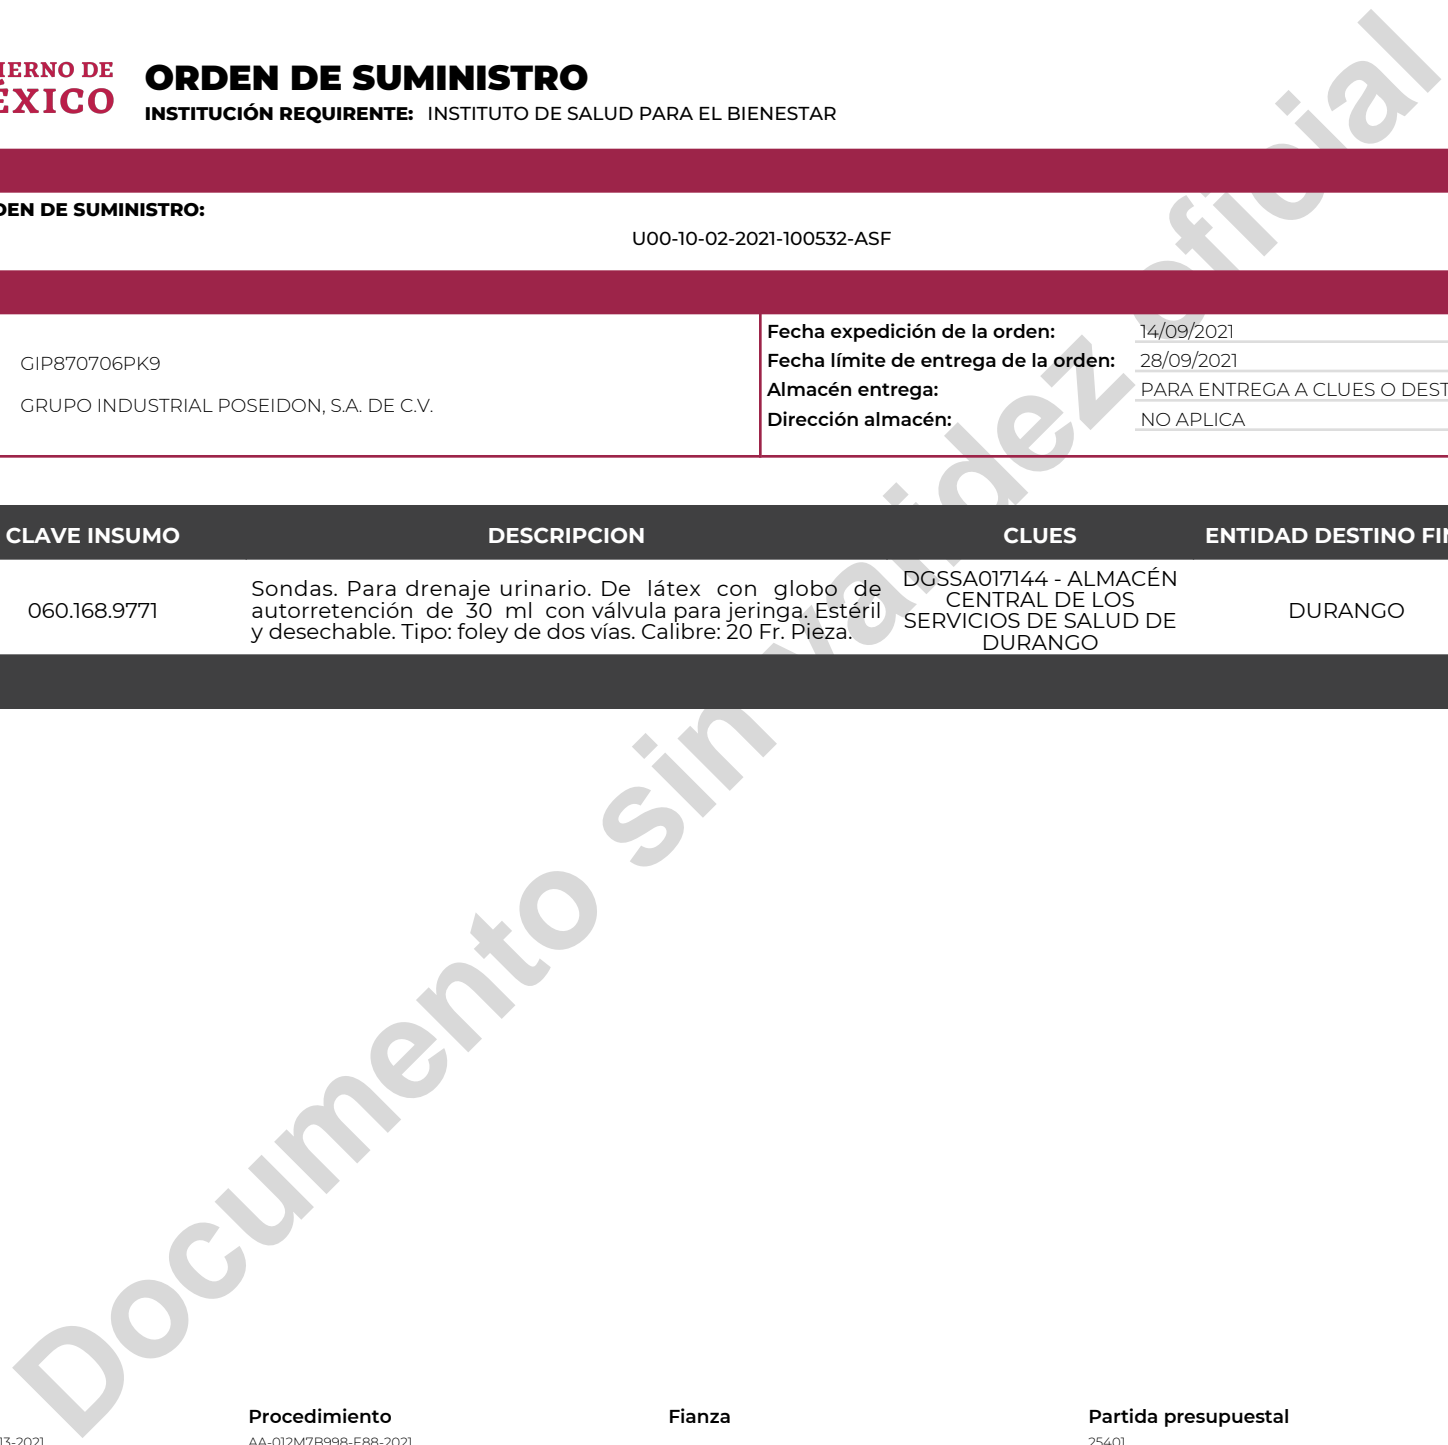 ORDEN DE SUMINISTRO
INSTITUCIÓN REQUIRENTE: INSTITUTO DE SALUD PARA EL BIENESTAR
DE SUMINISTRO:
U00-10-02-2021-100532-ASF
GIP870706PK9
GRUPO INDUSTRIAL POSEIDON, S.A. DE C.V.
Fecha expedición de la orden: 14/09/2021
Fecha límite de entrega de la orden: 28/09/2021
Almacén entrega: PARA ENTREGA A CLUES O DEST
Dirección almacén: NO APLICA
CLAVE INSUMO DESCRIPCION CLUES ENTIDAD DESTINO FIN
060.168.9771
Sondas. Para drenaje urinario. De látex con globo de
autorretención de 30 ml con válvula para jeringa. Estéril
y desechable. Tipo: foley de dos vías. Calibre: 20 Fr. Pieza.
DGSSA017144 - ALMACÉN
CENTRAL DE LOS
SERVICIOS DE SALUD DE
DURANGO
DURANGO
Documento sin validez oficial
Procedimiento Fianza Partida presupuestal
13-2021 AA-012M7B998-E88-2021 25401